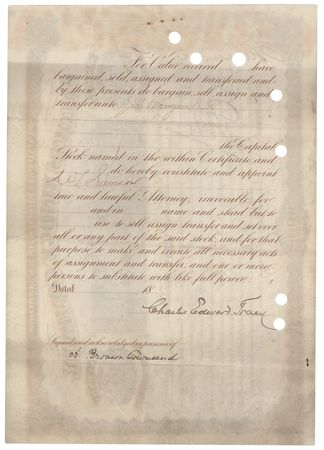 For Value received have
bargained, sold, assigned and transferred and
by these presents do bargain, sell, assign and
transfer unto J. P. Morgan & Co
the Capital
Stock named in the within Certificate and
do hereby constitute and appoint
W. F. Samson
true and lawful Attorney, irrevocable, for
and in name and stead but to
use to sell assign transfer and set over
all or any part of the said stock and for that
purpose to make and execute all necessary acts
of assignment and transfer, and one or more
persons to substitute with like full power
Dated 18
Charles Edward Tracy
Signed and acknowledged in presence of
Bronson Townsend